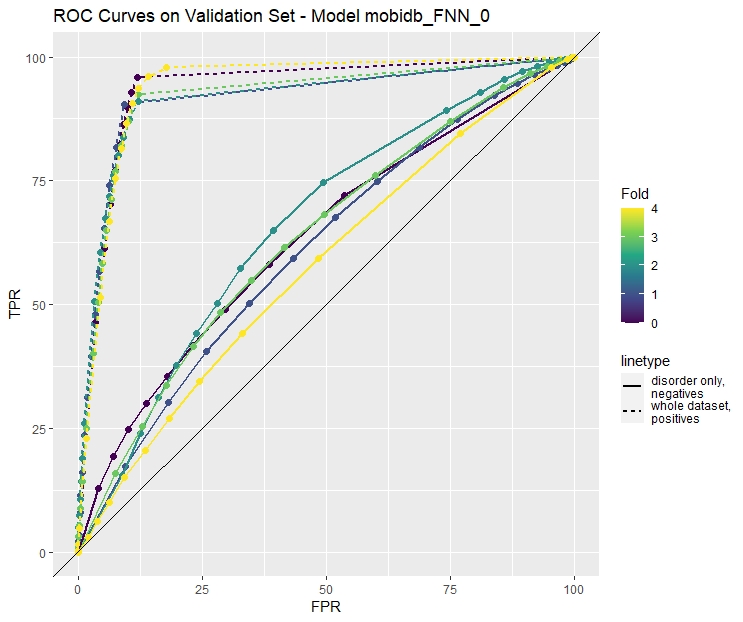 ROC Curves on Validation Set - Model mobidb_FNN_0
100
75
50
25
0
TPR
0
25
50
75
100
FPR
Fold
4
3
2
1
0
linetype
disorder only,
negatives
whole dataset,
positives